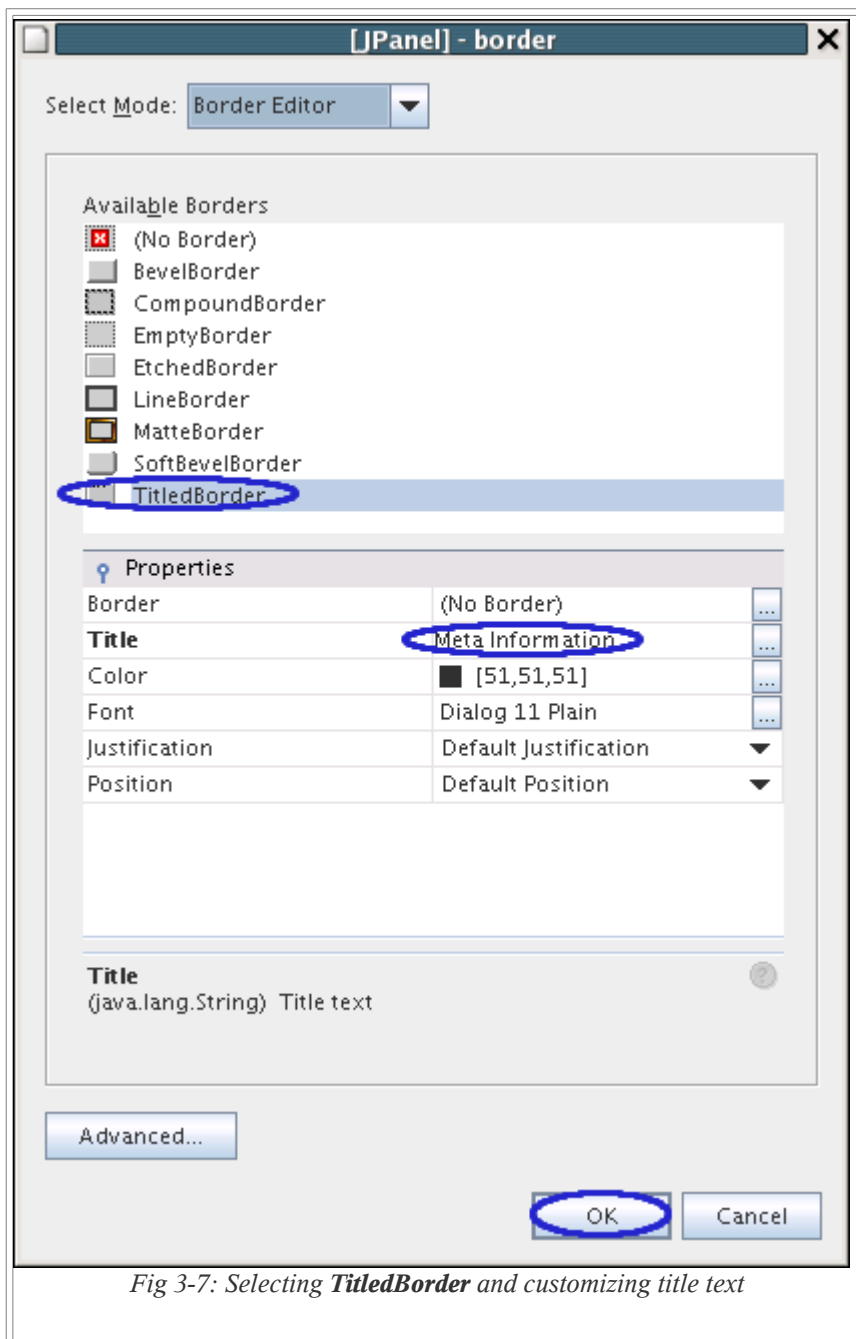 [JPanel] - border
Select Mode: Border Editor
Available Borders
(No Border)
BevelBorder
CompoundBorder
EmptyBorder
EtchedBorder
LineBorder
MatteBorder
SoftBevelBorder
TitledBorder
Properties
Border (No Border) ...
Title Meta Information ...
Color [51,51,51] ...
Font Dialog 11 Plain ...
Justification Default Justification
Position Default Position
Title ?
(java.lang.String) Title text
Advanced...
OK Cancel
Fig 3-7: Selecting TitledBorder and customizing title text